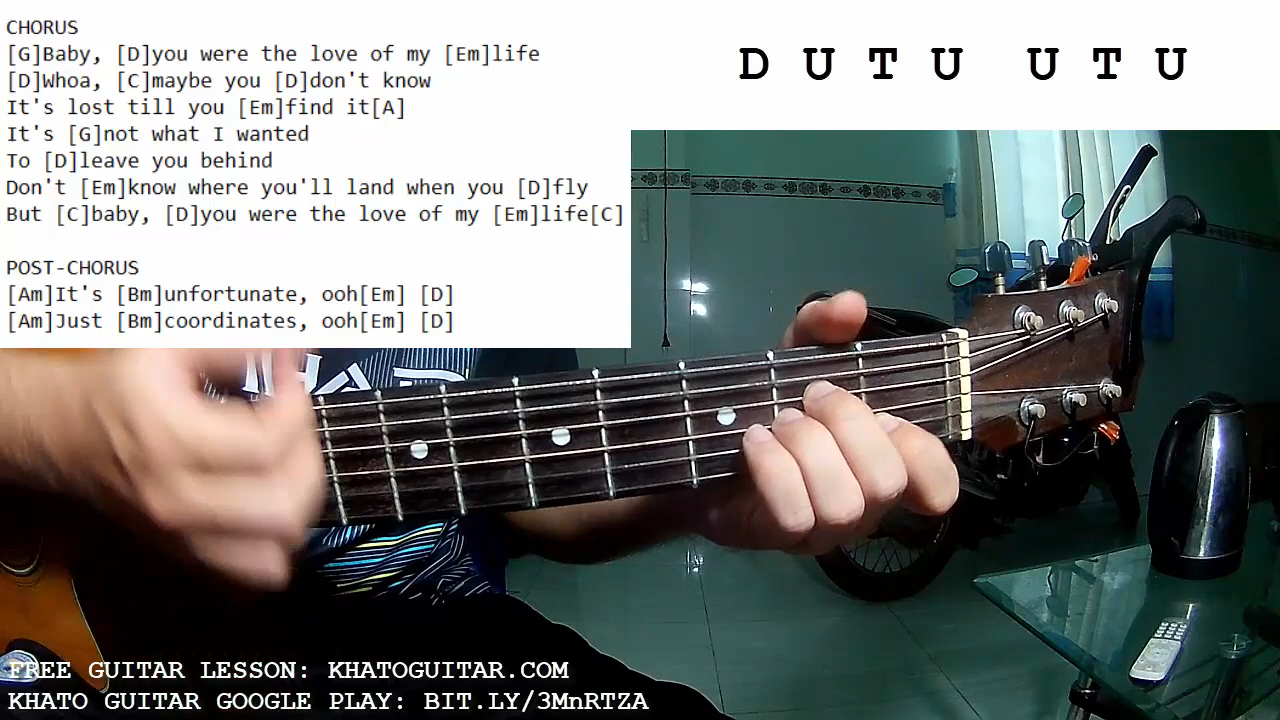 CHORUS
[G]Baby, [D]you were the love of my [Em]life
[D]Whoa, [C]maybe you [D]don't know
It's lost till you [Em]find it[A]
It's [G]not what I wanted
To [D]leave you behind
Don't [Em]know where you'll land when you [D]fly
But [C]baby, [D]you were the love of my [Em]life[C]
POST-CHORUS
[Am]It's [Bm]unfortunate, ooh[Em] [D]
[Am]Just [Bm]coordinates, ooh[Em] [D]
D U T U U T U
FREE GUITAR LESSON: KHATOGUITAR.COM
KHATO GUITAR GOOGLE PLAY: BIT.LY/3MnRTZA